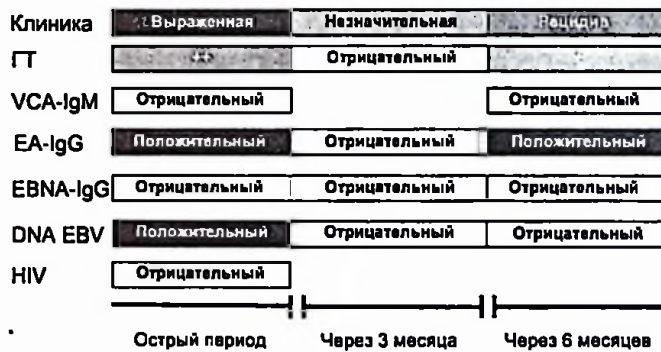 Клиника Выраженная Незначительная Рецидив
ГТ ++ Отрицательный
VCA-IgM Отрицательный Отрицательный
EA-IgG Положительный Отрицательный Положительный
EBNA-IgG Отрицательный Отрицательный Отрицательный
DNA EBV Положительный Отрицательный Отрицательный
HIV Отрицательный
Острый период Через 3 месяца Через 6 месяцев